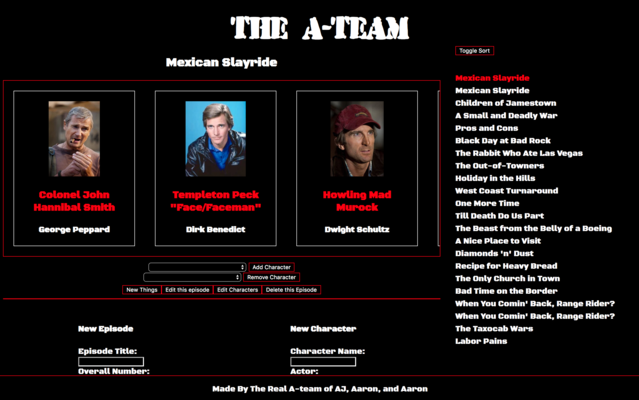 THE A-TEAM
Mexican Slayride
Colonel John
Hannibal Smith
George Peppard
Templeton Peck
"Face/Faceman"
Dirk Benedict
Howling Mad
Murock
Dwight Schultz
Add Character
Remove Character
New Things
Edit this episode
Edit Characters
Delete this Episode
New Episode
Episode Title:
Overall Number:
New Character
Character Name:
Actor:
Toggle Sort
Mexican Slayride
Mexican Slayride
Children of Jamestown
A Small and Deadly War
Pros and Cons
Black Day at Bad Rock
The Rabbit Who Ate Las Vegas
The Out-of-Towners
Holiday in the Hills
West Coast Turnaround
One More Time
Till Death Do Us Part
The Beast from the Belly of a Boeing
A Nice Place to Visit
Diamonds 'n' Dust
Recipe for Heavy Bread
The Only Church in Town
Bad Time on the Border
When You Comin' Back, Range Rider?
When You Comin' Back, Range Rider?
The Taxocab Wars
Labor Pains
Made By The Real A-team of AJ, Aaron, and Aaron